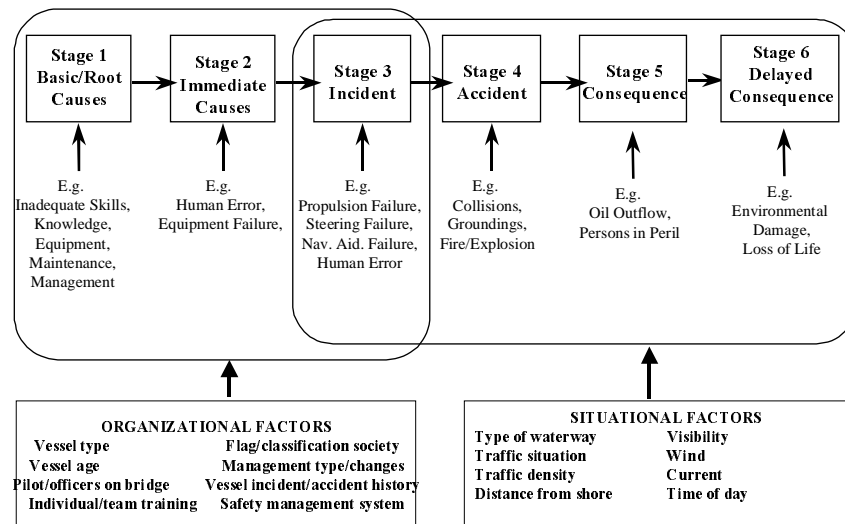 Stage 1
Basic/Root
Causes
Stage 2
Immediate
Causes
Stage 3
Incident
Stage 4
Accident
Stage 5
Consequence
Stage 6
Delayed
Consequence
E.g.
Inadequate Skills,
Knowledge,
Equipment,
Maintenance,
Management
E.g.
Human Error,
Equipment Failure,
E.g.
Propulsion Failure,
Steering Failure,
Nav. Aid. Failure,
Human Error
E.g.
Collisions,
Groundings,
Fire/Explosion
E.g.
Oil Outflow,
Persons in Peril
E.g.
Environmental
Damage,
Loss of Life
ORGANIZATIONAL FACTORS
Vessel type
Vessel age
Pilot/officers on bridge
Individual/team training
Flag/classification society
Management type/changes
Vessel incident/accident history
Safety management system
SITUATIONAL FACTORS
Type of waterway
Traffic situation
Traffic density
Distance from shore
Visibility
Wind
Current
Time of day